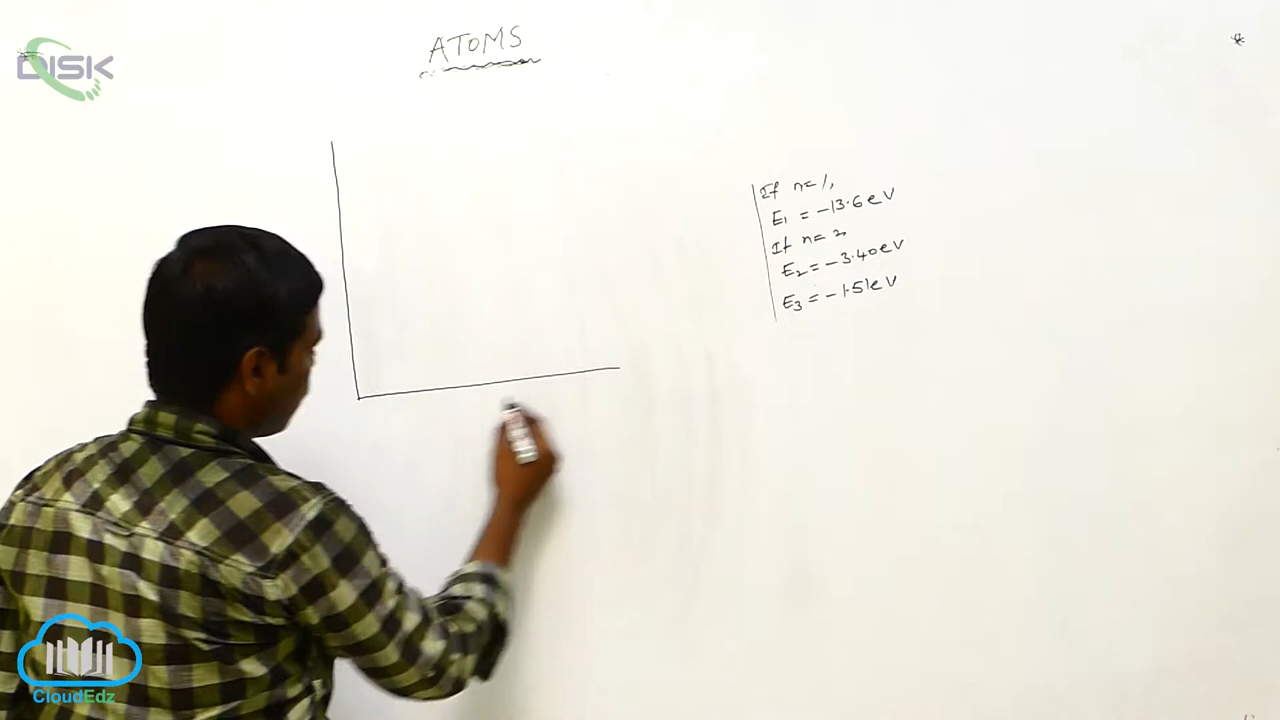 DISK
ATOMS
If n=1,
E1 = -13.6 eV
If n= 2
E2 = -3.40 eV
E3 = -1.51 eV
CloudEdz